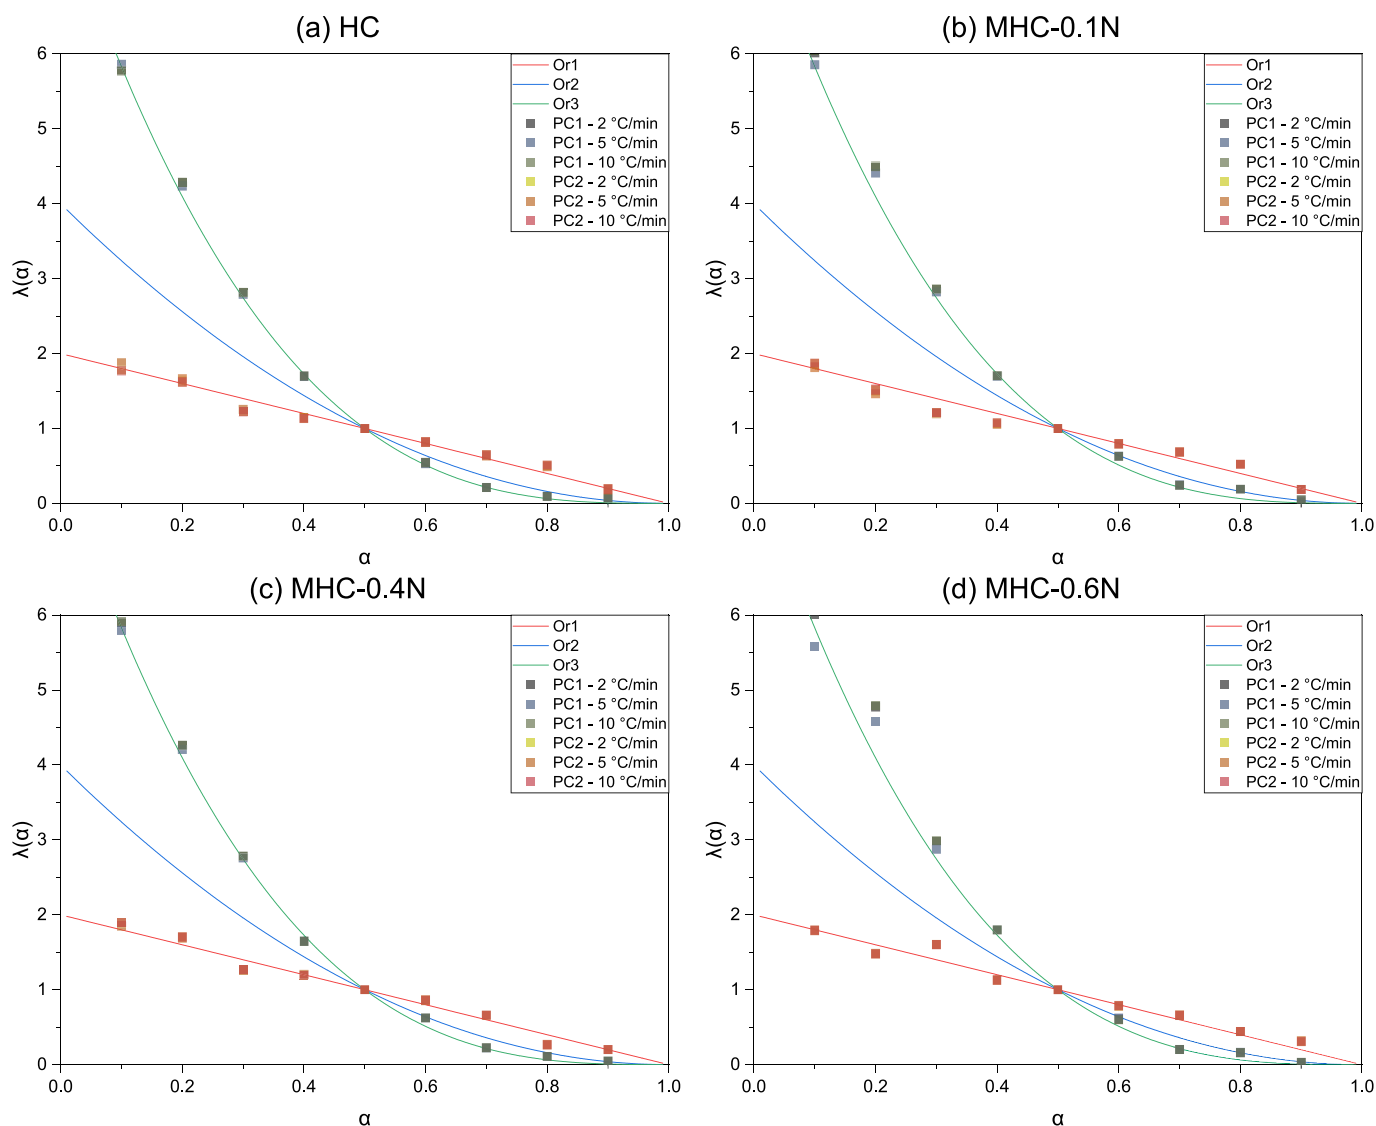 (a) HC
6
5
4
3
2
1
0
λ(α)
Or1
Or2
Or3
PC1 - 2 °C/min
PC1 - 5 °C/min
PC1 - 10 °C/min
PC2 - 2 °C/min
PC2 - 5 °C/min
PC2 - 10 °C/min
0.0 0.2 0.4 0.6 0.8 1.0
α
(b) MHC-0.1N
6
5
4
3
2
1
0
λ(α)
Or1
Or2
Or3
PC1 - 2 °C/min
PC1 - 5 °C/min
PC1 - 10 °C/min
PC2 - 2 °C/min
PC2 - 5 °C/min
PC2 - 10 °C/min
0.0 0.2 0.4 0.6 0.8 1.0
α
(c) MHC-0.4N
6
5
4
3
2
1
0
λ(α)
Or1
Or2
Or3
PC1 - 2 °C/min
PC1 - 5 °C/min
PC1 - 10 °C/min
PC2 - 2 °C/min
PC2 - 5 °C/min
PC2 - 10 °C/min
0.0 0.2 0.4 0.6 0.8 1.0
α
(d) MHC-0.6N
6
5
4
3
2
1
0
λ(α)
Or1
Or2
Or3
PC1 - 2 °C/min
PC1 - 5 °C/min
PC1 - 10 °C/min
PC2 - 2 °C/min
PC2 - 5 °C/min
PC2 - 10 °C/min
0.0 0.2 0.4 0.6 0.8 1.0
α